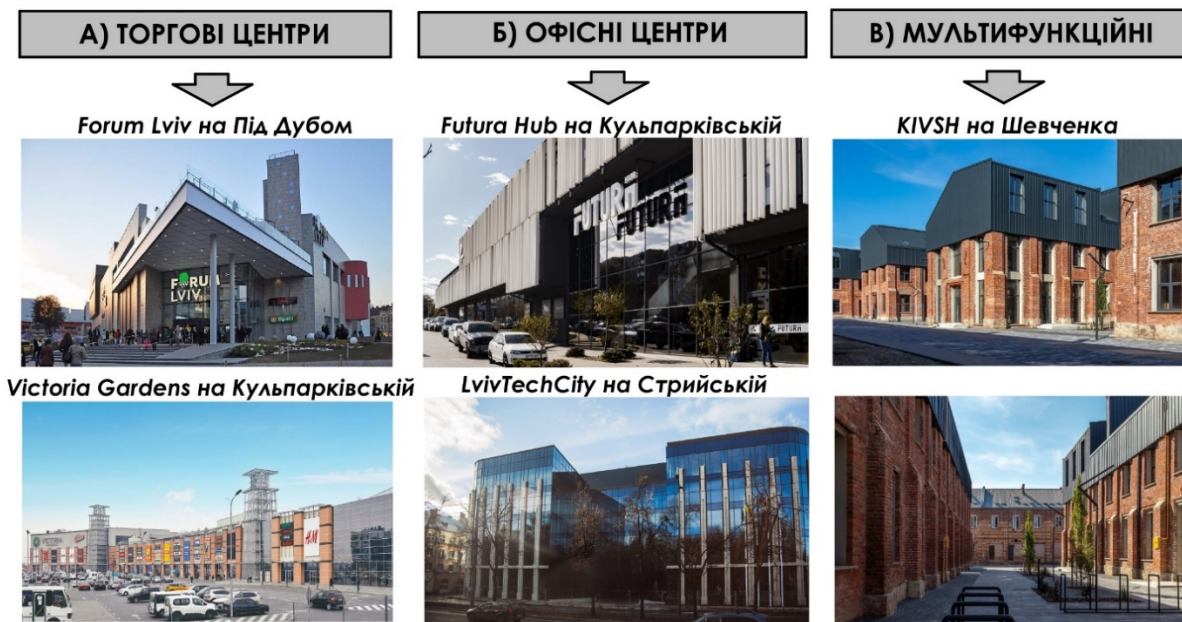 А) ТОРГОВІ ЦЕНТРИ
Forum Lviv на Під Дубом
FORUM
LVIV
Victoria Gardens на Кульпарківській
H&M
Б) ОФІСНІ ЦЕНТРИ
Futura Hub на Кульпарківській
FUTURA
FUTURA
FUTURA
LvivTechCity на Стрийській
В) МУЛЬТИФУНКЦІЙНІ
KIVSH на Шевченка